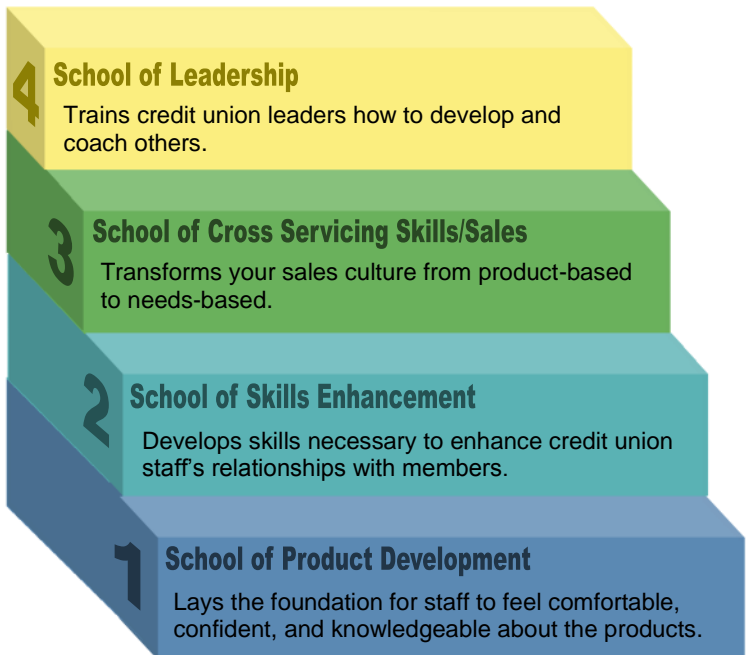 4
School of Leadership
Trains credit union leaders how to develop and
coach others.
3
School of Cross Servicing Skills/Sales
Transforms your sales culture from product-based
to needs-based.
2
School of Skills Enhancement
Develops skills necessary to enhance credit union
staff's relationships with members.
1
School of Product Development
Lays the foundation for staff to feel comfortable,
confident, and knowledgeable about the products.